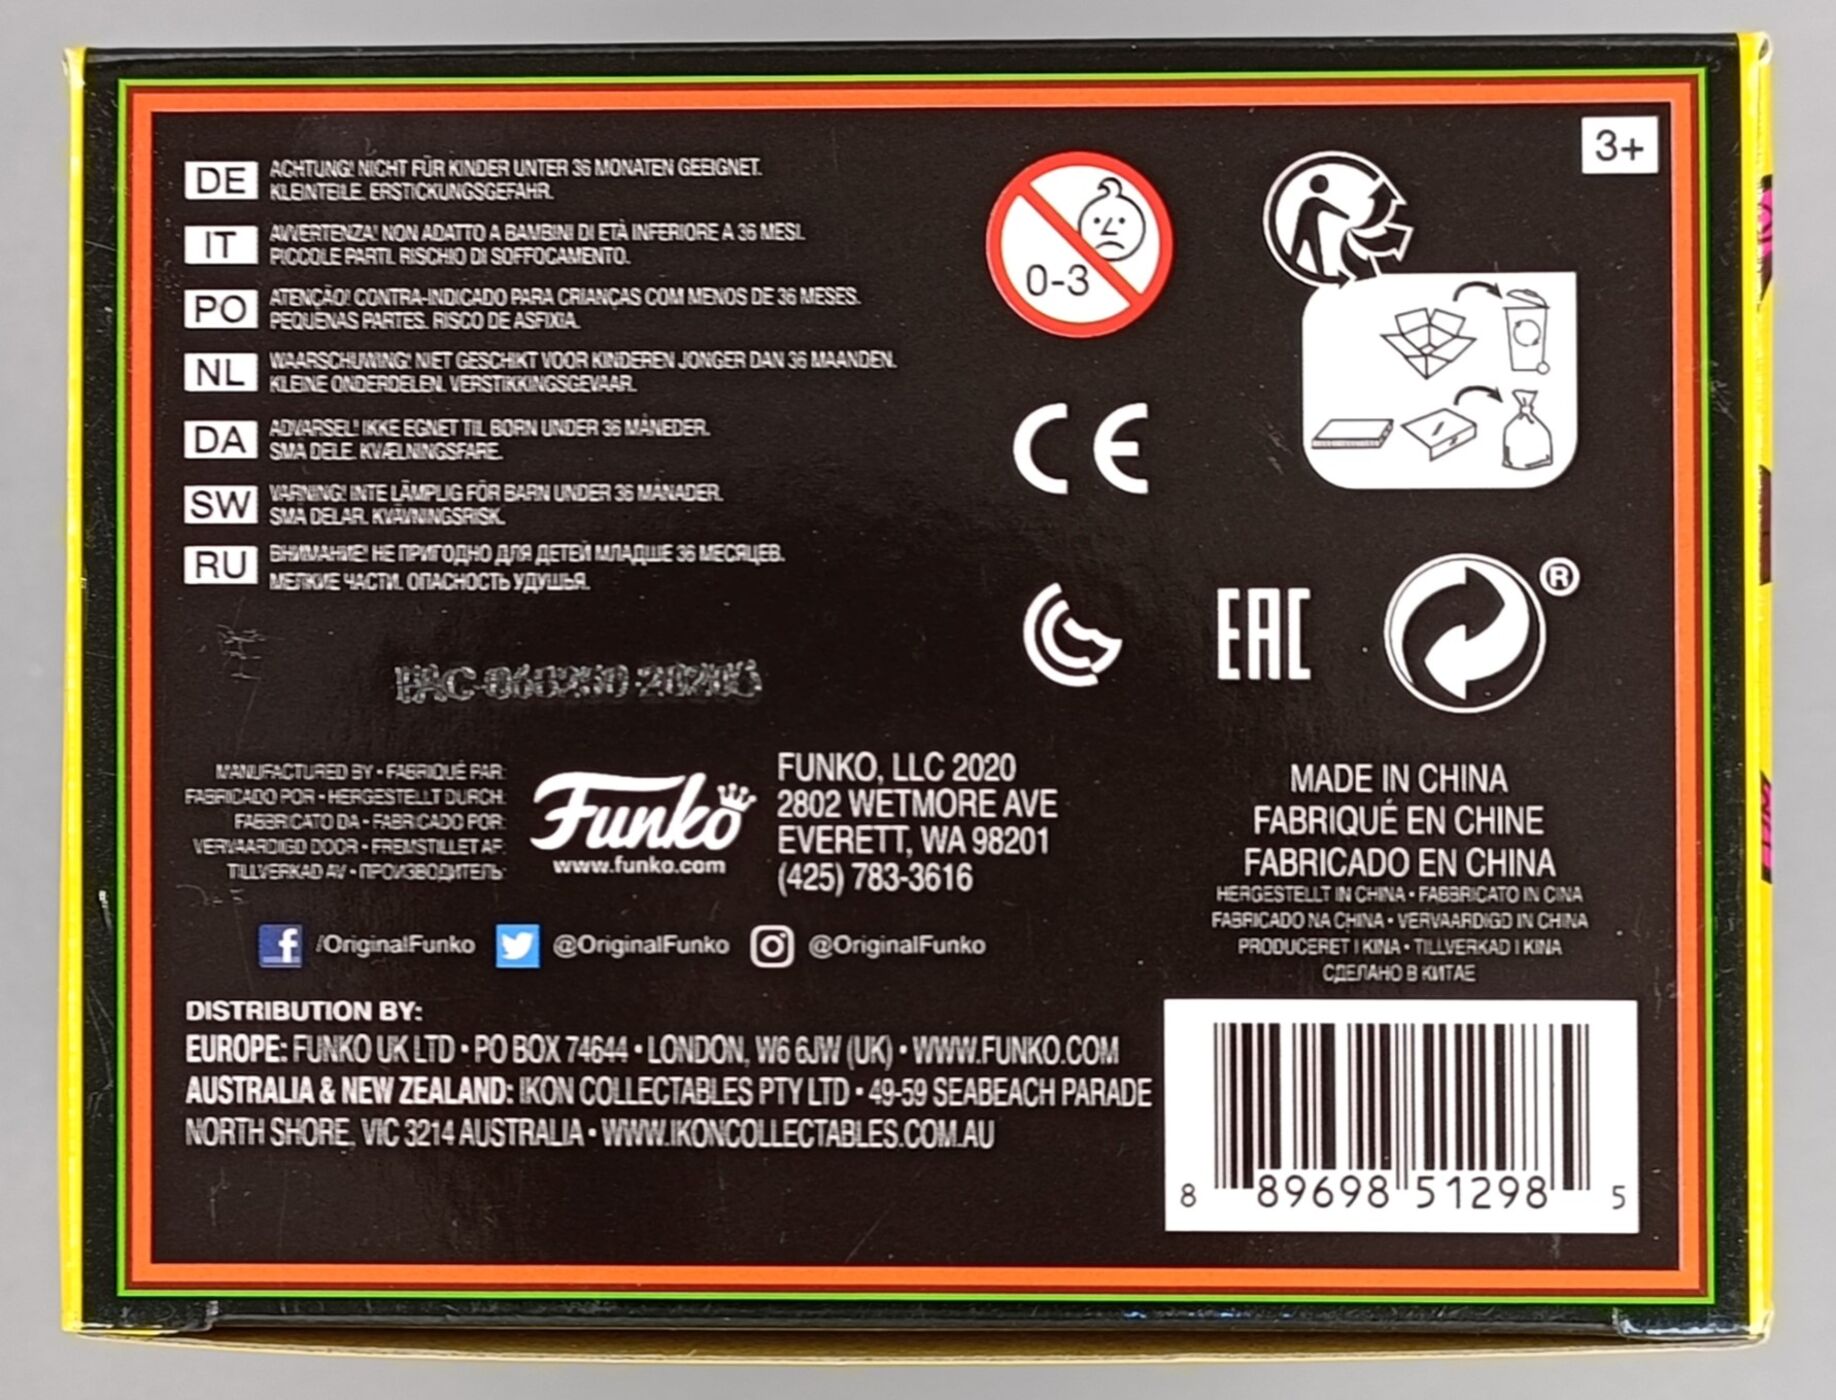 3+
DE
ACHTUNG! NICHT FÜR KINDER UNTER 36 MONATEN GEEIGNET.
KLEINTEILE. ERSTICKUNGSGEFAHR.
IT
AVVERTENZA! NON ADATTO A BAMBINI DI ETÀ INFERIORE A 36 MESI.
PICCOLE PARTI. RISCHIO DI SOFFOCAMENTO.
PO
ATENÇÃO! CONTRA-INDICADO PARA CRIANÇAS COM MENOS DE 36 MESES.
PEQUENAS PARTES. RISCO DE ASFIXIA.
NL
WAARSCHUWING! NIET GESCHIKT VOOR KINDEREN JONGER DAN 36 MAANDEN.
KLEINE ONDERDELEN. VERSTIKKINGSGEVAAR.
DA
ADVARSEL! IKKE EGNET TIL BORN UNDER 36 MÅNEDER.
SMA DELE. KVÆLNINGSFARE.
SW
VARNING! INTE LÄMPLIG FÖR BARN UNDER 36 MÅNADER.
SMA DELAR. KVÄVNINGSRISK.
RU
ВНИМАНИЕ! НЕ ПРИГОДНО ДЛЯ ДЕТЕЙ МЛАДШЕ 36 МЕСЯЦЕВ.
МЕЛКИЕ ЧАСТИ. ОПАСНОСТЬ УДУШЬЯ.
0-3
CE
EAC
®
MANUFACTURED BY • FABRIQUÉ PAR:
FABRICADO POR • HERGESTELLT DURCH:
FABBRICATO DA • FABRICADO POR:
VERVAARDIGD DOOR • FREMSTILLET AF:
TILLVERKAD AV • ПРОИЗВОДИТЕЛЬ:
Funko
www.funko.com
FUNKO, LLC 2020
2802 WETMORE AVE
EVERETT, WA 98201
(425) 783-3616
MADE IN CHINA
FABRIQUÉ EN CHINE
FABRICADO EN CHINA
HERGESTELLT IN CHINA • FABBRICATO IN CINA
FABRICADO NA CHINA • VERVAARDIGD IN CHINA
PRODUCERET I KINA • TILLVERKAD I KINA
СДЕЛАНО В КИТАЕ
/OriginalFunko
@OriginalFunko
@OriginalFunko
DISTRIBUTION BY:
EUROPE: FUNKO UK LTD • PO BOX 74644 • LONDON, W6 6JW (UK) • WWW.FUNKO.COM
AUSTRALIA & NEW ZEALAND: IKON COLLECTABLES PTY LTD • 49-59 SEABEACH PARADE
NORTH SHORE, VIC 3214 AUSTRALIA • WWW.IKONCOLLECTABLES.COM.AU
8 89698 51298 5